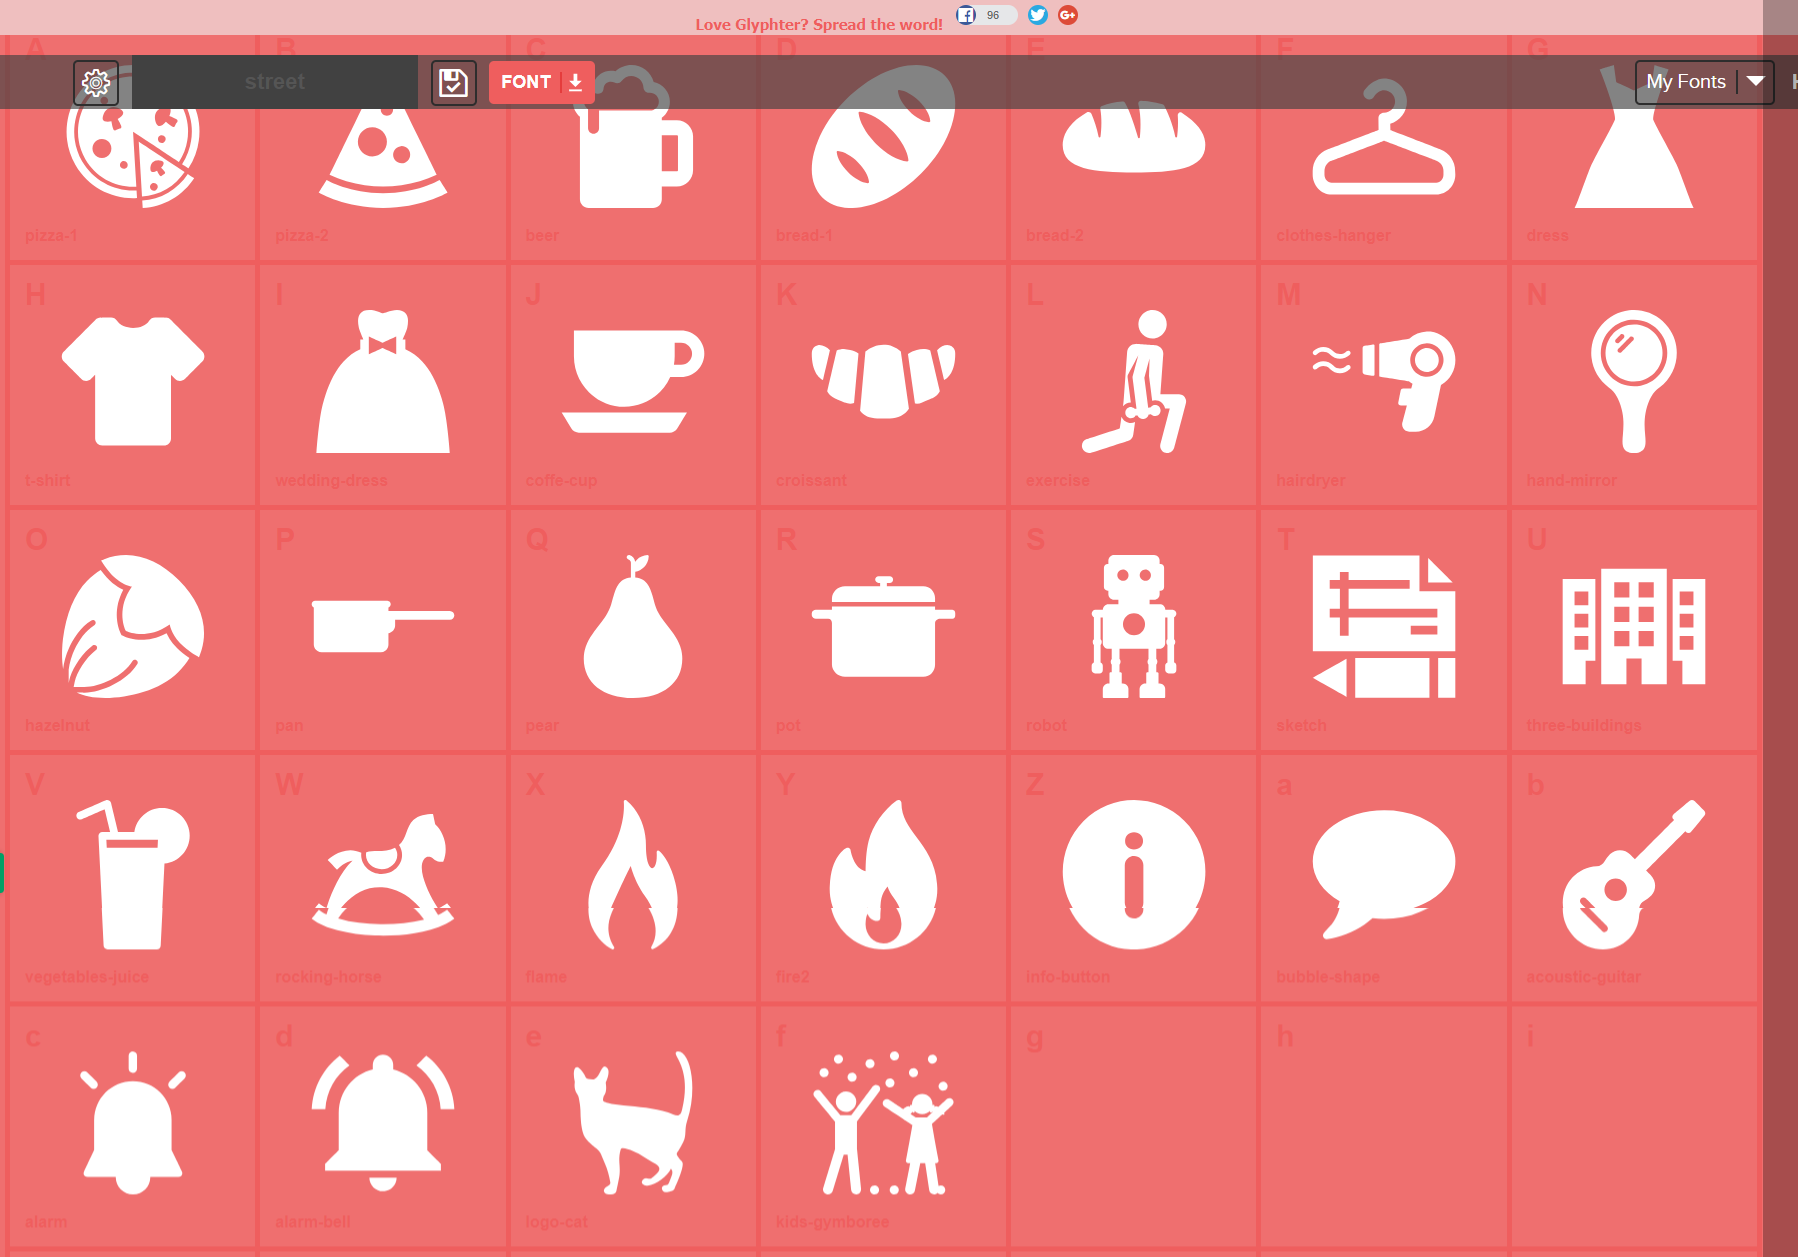 Love Glyphter? Spread the word!
96
A B C D E F G
street
FONT
My Fonts
pizza-1 pizza-2 beer bread-1 bread-2 clothes-hanger dress
H I J K L M N
t-shirt wedding-dress coffe-cup croissant exercise hairdryer hand-mirror
O P Q R S T U
hazelnut pan pear pot robot sketch three-buildings
V W X Y Z a b
vegetables-juice rocking-horse flame fire2 info-button bubble-shape acoustic-guitar
c d e f g h i
alarm alarm-bell logo-cat kids-gymboree